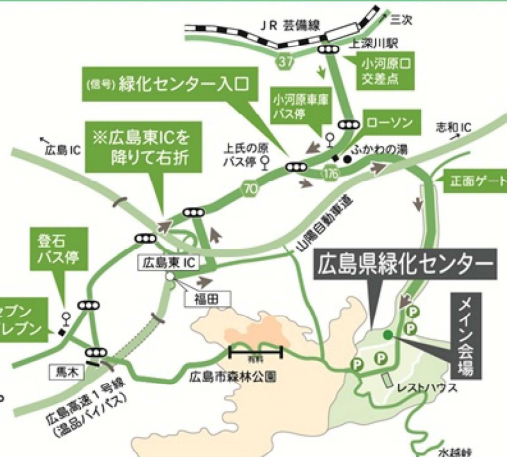 JR 芸備線
三次
上深川駅
37
小河原口
交差点
(信号) 緑化センター入口
小河原車庫
バス停
ローソン
志和IC
広島IC
※広島東ICを
降りて右折
上氏の原
バス停
ふかわの湯
176
70
正面ゲート
山陽自動車道
登石
バス停
広島東IC
福田
広島県緑化センター
メイン
会場
セブン
イレブン
P
P
P
P
有料
馬木
広島市森林公園
レストハウス
広島高速1号線
(温品バイパス)
水越峠